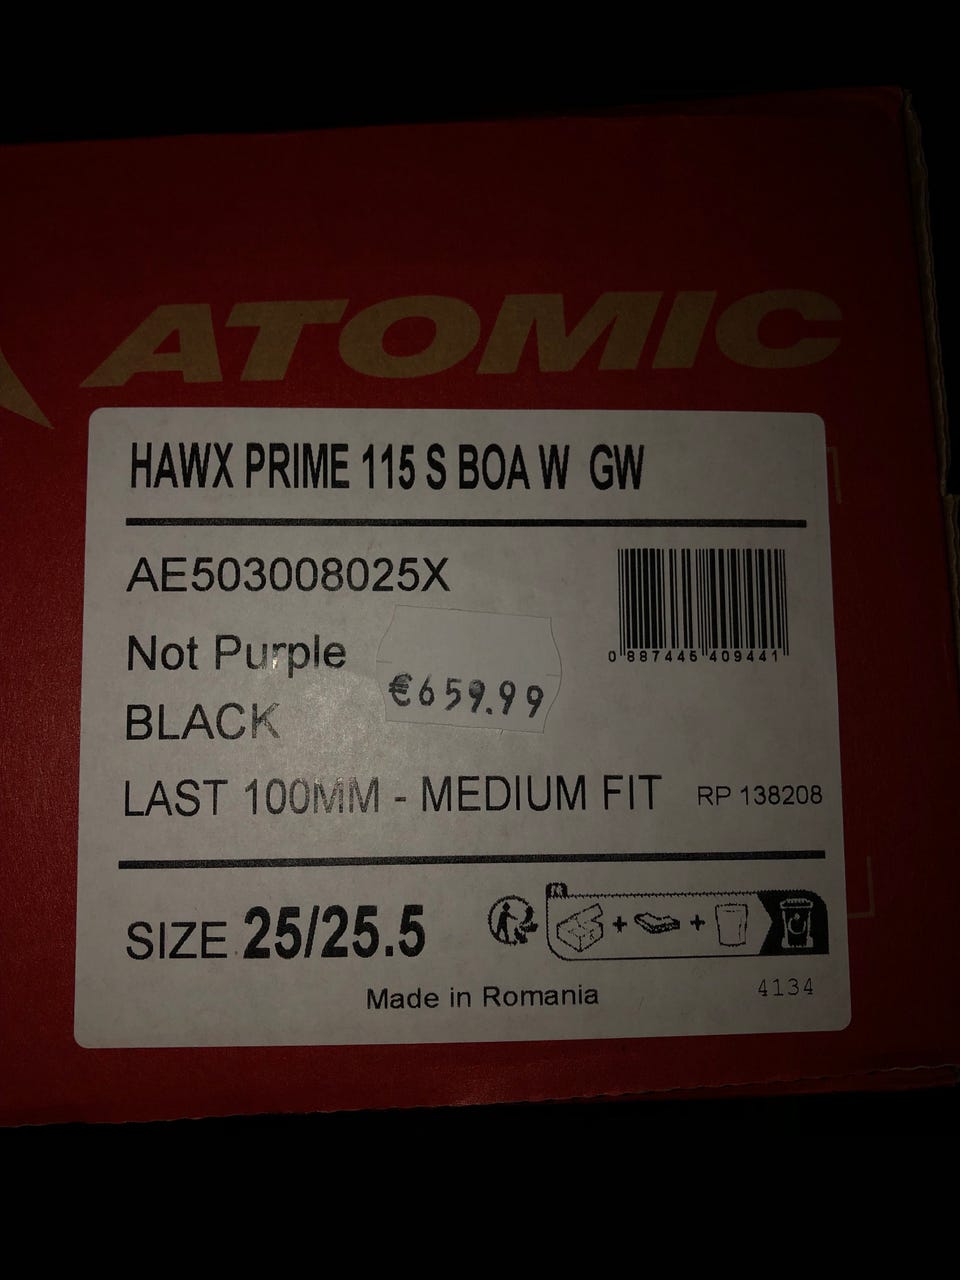 ATOMIC
HAWX PRIME 115 S BOA W GW
AE503008025X
0 887445 409441
Not Purple
€659.99
BLACK
LAST 100MM - MEDIUM FIT
RP 138208
SIZE 25/25.5
FR
+ +
Made in Romania
4134